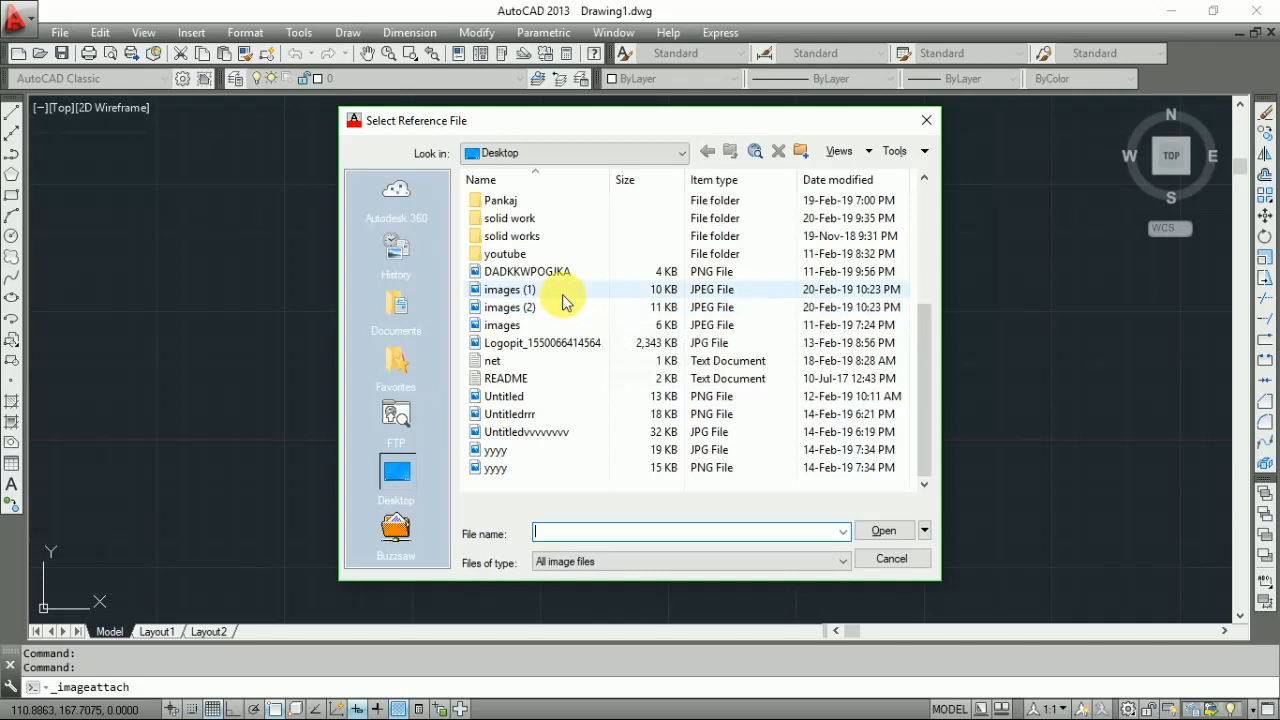 AutoCAD 2013 Drawing1.dwg
File Edit View Insert Format Tools Draw Dimension Modify Parametric Window Help Express
Standard Standard Standard Standard
AutoCAD Classic 0 ByLayer ByLayer ByLayer ByColor
[−][Top][2D Wireframe]
N
W TOP E
S
WCS
Select Reference File
Look in: Desktop Views Tools
Name Size Item type Date modified
Pankaj File folder 19-Feb-19 7:00 PM
solid work File folder 20-Feb-19 9:35 PM
solid works File folder 19-Nov-18 9:31 PM
youtube File folder 11-Feb-19 8:32 PM
DADKKWPOGJKA 4 KB PNG File 11-Feb-19 9:56 PM
images (1) 10 KB JPEG File 20-Feb-19 10:23 PM
images (2) 11 KB JPEG File 20-Feb-19 10:23 PM
images 6 KB JPEG File 11-Feb-19 7:24 PM
Logopit_1550066414564 2,343 KB JPG File 13-Feb-19 8:56 PM
net 1 KB Text Document 18-Feb-19 8:28 AM
README 2 KB Text Document 10-Jul-17 12:43 PM
Untitled 13 KB PNG File 12-Feb-19 10:11 AM
Untitledrrr 18 KB PNG File 14-Feb-19 6:21 PM
Untitledvvvvvvvv 32 KB JPG File 14-Feb-19 6:19 PM
yyyy 19 KB JPG File 14-Feb-19 7:34 PM
yyyy 15 KB PNG File 14-Feb-19 7:34 PM
Autodesk 360
History
Documents
Favorites
FTP
Desktop
Buzzsaw
File name: Open
Files of type: All image files Cancel
Y
X
Model Layout1 Layout2
Command:
Command:
_imageattach
110.8863, 167.7075, 0.0000 MODEL 1:1